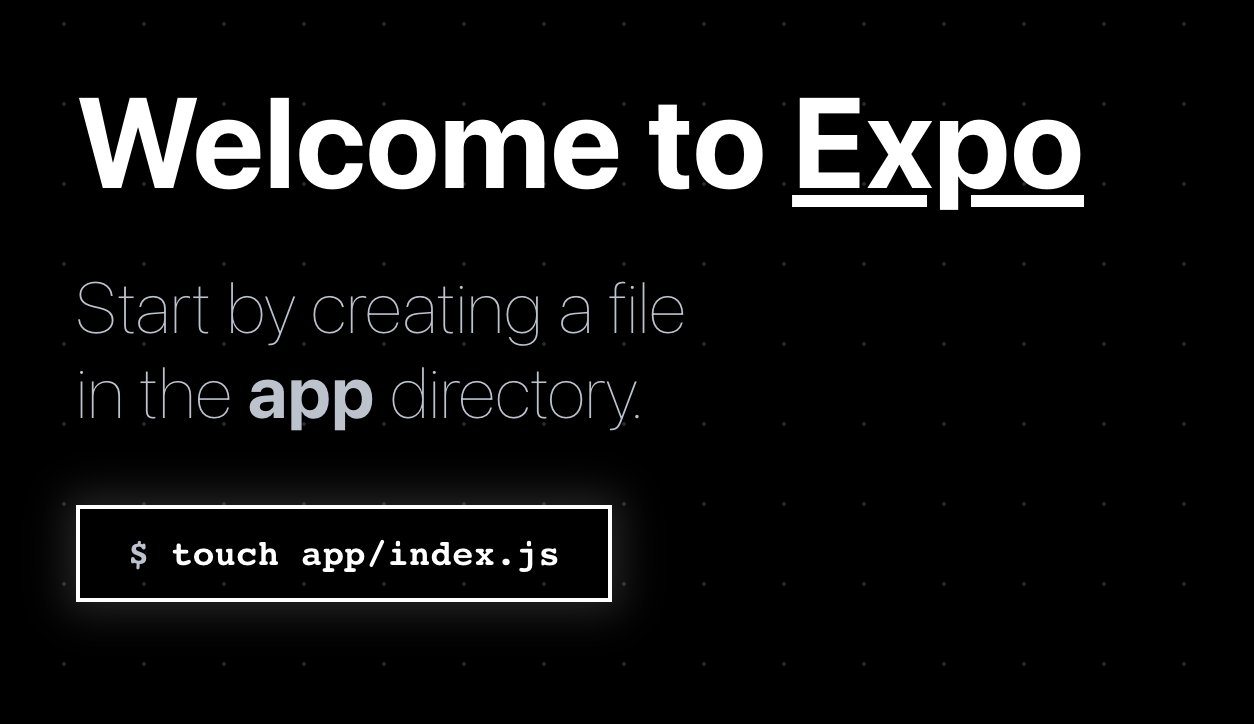 Welcome to Expo
Start by creating a file
in the app directory.
$ touch app/index.js